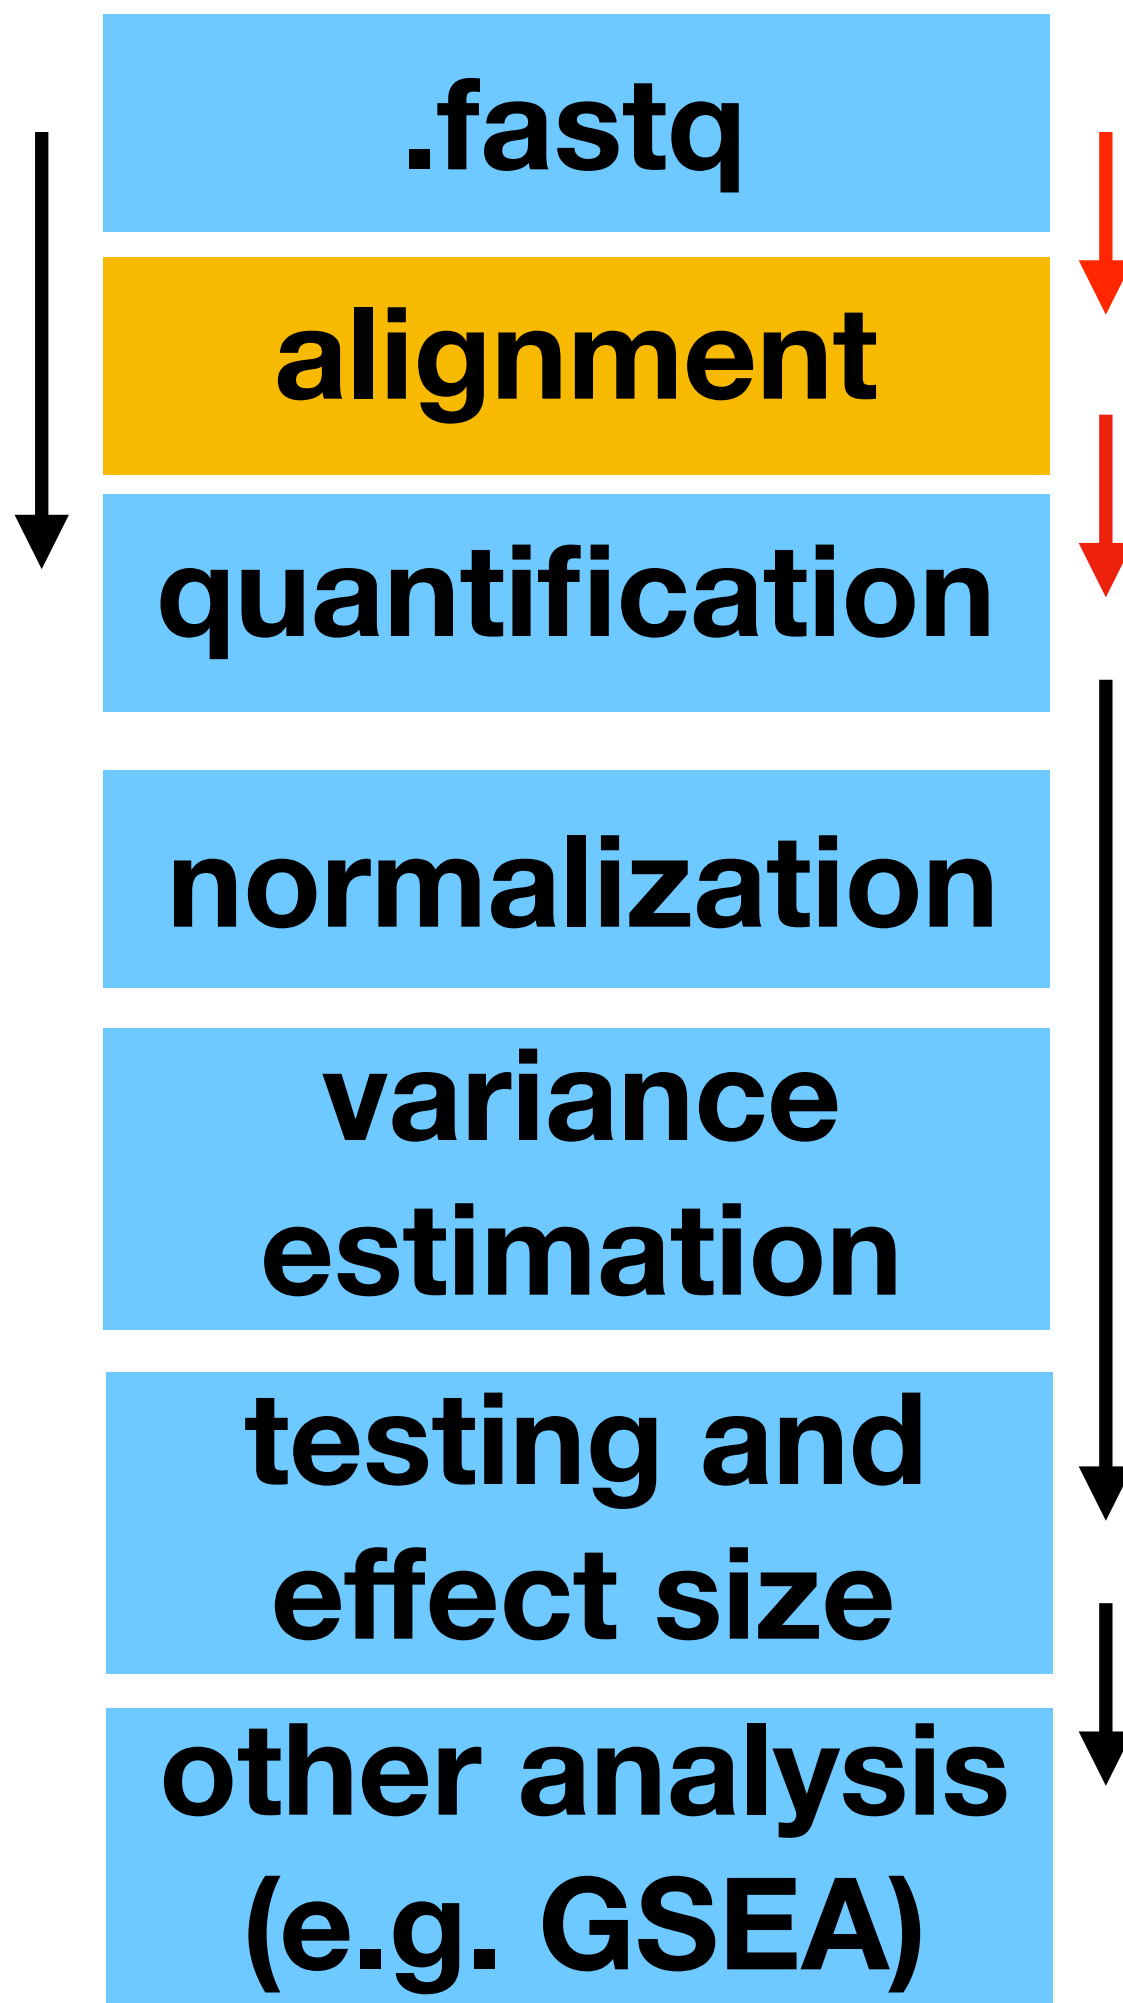 .fastq
alignment
quantification
normalization
variance
estimation
testing and
effect size
other analysis
(e.g. GSEA)